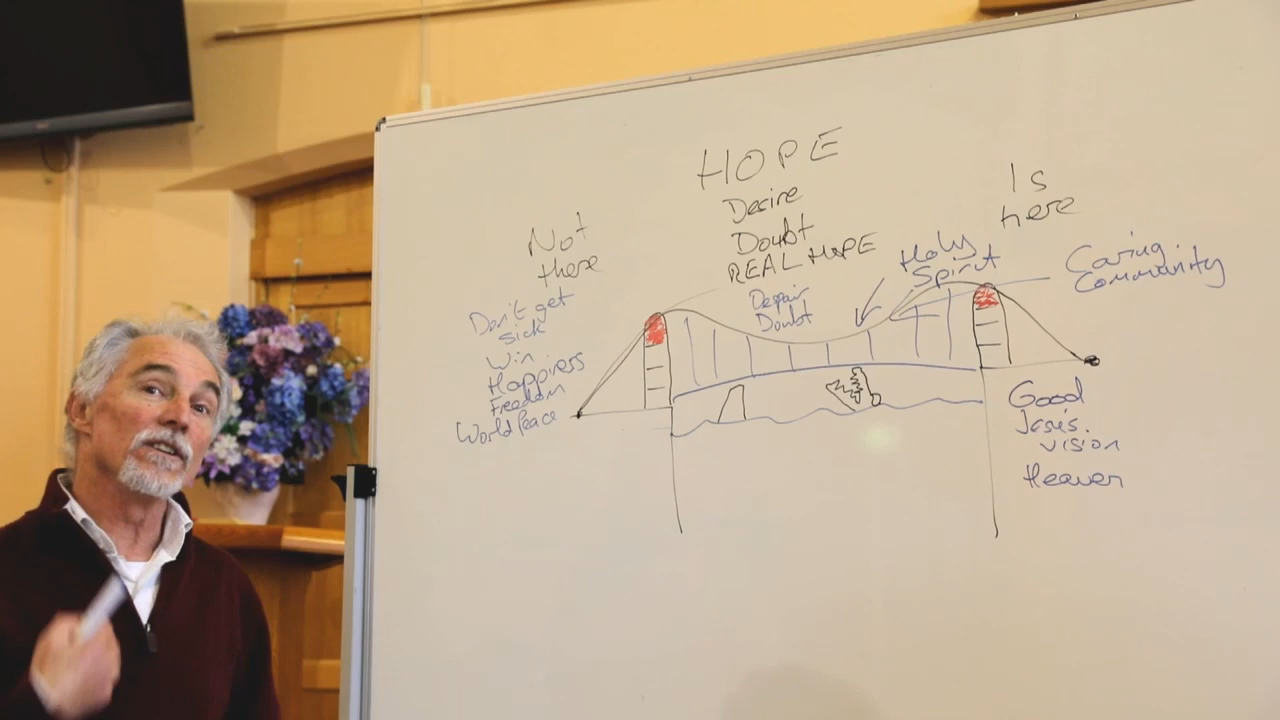 HOPE
Desire
Doubt
REAL HOPE
Despair
Doubt
Not
there
Don't get
sick
Win
Happiness
Freedom
World Peace
Holy
Spirit
Is
here
Caring
Community
Good
vision
Heaven